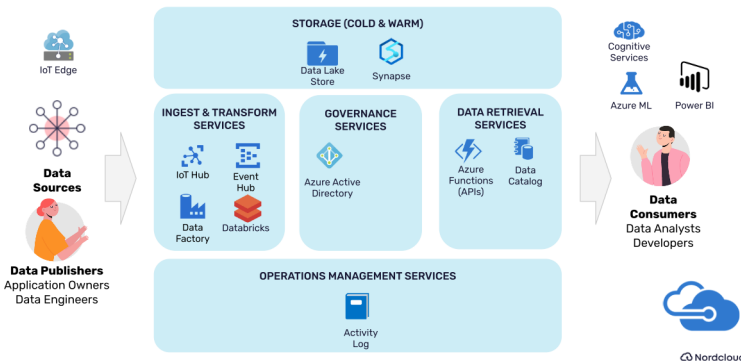 STORAGE (COLD & WARM)
Data Lake
Store
Synapse
IoT Edge
Data
Sources
Data Publishers
Application Owners
Data Engineers
INGEST & TRANSFORM
SERVICES
IoT Hub
Event
Hub
Data
Factory
Databricks
GOVERNANCE
SERVICES
Azure Active
Directory
DATA RETRIEVAL
SERVICES
Azure
Functions
(APIs)
Data
Catalog
OPERATIONS MANAGEMENT SERVICES
Activity
Log
Cognitive
Services
Azure ML
Power BI
Data
Consumers
Data Analysts
Developers
Nordcloud